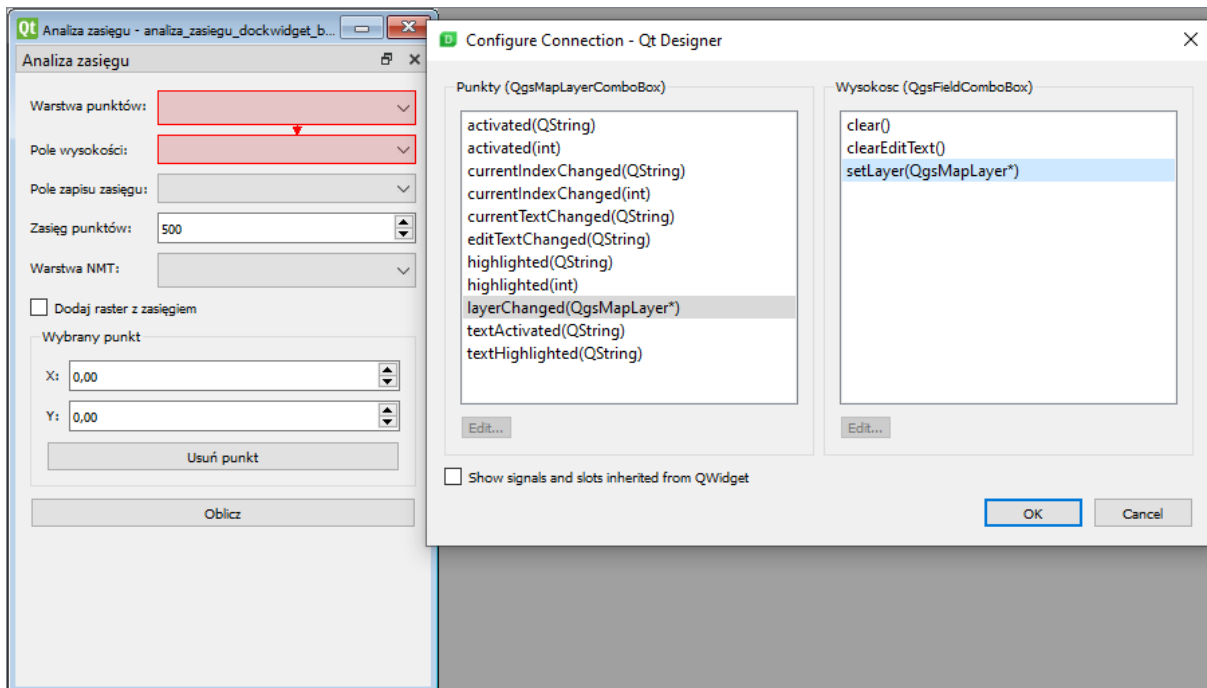 Analiza zasięgu - analiza_zasiegu_dockwidget_b...
Analiza zasięgu
Warstwa punktów:
Pole wysokości:
Pole zapisu zasięgu:
Zasięg punktów:
500
Warstwa NMT:
Dodaj raster z zasięgiem
Wybrany punkt
X:
0,00
Y:
0,00
Usuń punkt
Oblicz
Configure Connection - Qt Designer
Punkty (QgsMapLayerComboBox)
activated(QString)
activated(int)
currentIndexChanged(QString)
currentIndexChanged(int)
currentTextChanged(QString)
editTextChanged(QString)
highlighted(QString)
highlighted(int)
layerChanged(QgsMapLayer*)
textActivated(QString)
textHighlighted(QString)
Edit...
Wysokosc (QgsFieldComboBox)
clear()
clearEditText()
setLayer(QgsMapLayer*)
Edit...
Show signals and slots inherited from QWidget
OK
Cancel